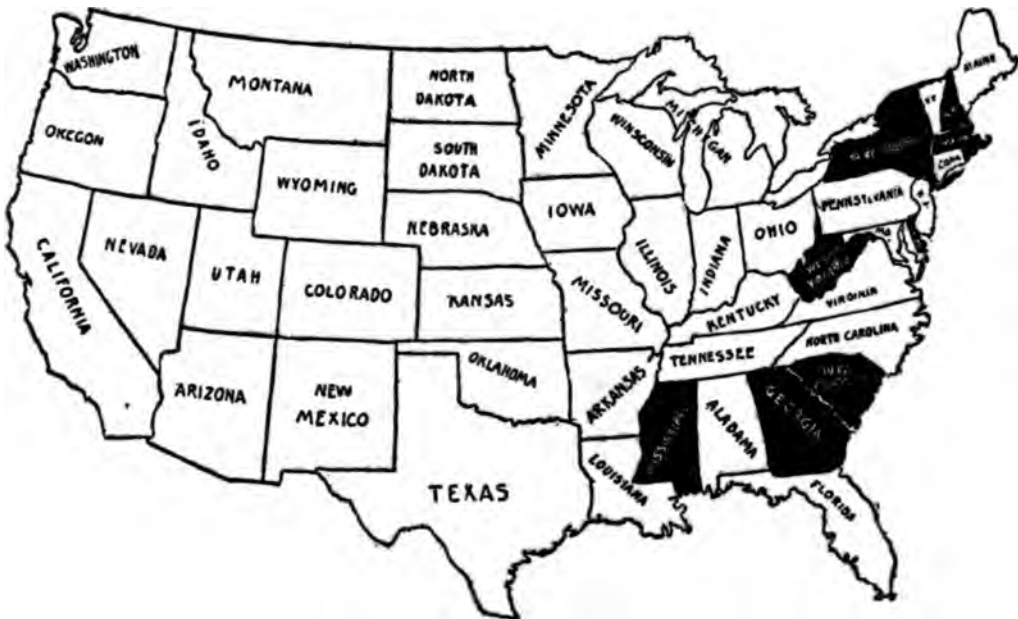 WASHINGTON
OREGON
CALIFORNIA
IDAHO
NEVADA
MONTANA
WYOMING
UTAH
ARIZONA
COLORADO
NEW
MEXICO
NORTH
DAKOTA
SOUTH
DAKOTA
NEBRASKA
KANSAS
OKLAHOMA
TEXAS
MINNESOTA
IOWA
MISSOURI
ARKANSAS
LOUISIANA
WINSCONSIN
MICHIGAN
ILLINOIS
INDIANA
OHIO
KENTUCKY
TENNESSEE
MISSISSIPPI
ALABAMA
GEORGIA
FLORIDA
NORTH CAROLINA
VIRGINIA
PENNSYLVANIA
MAINE
CONN